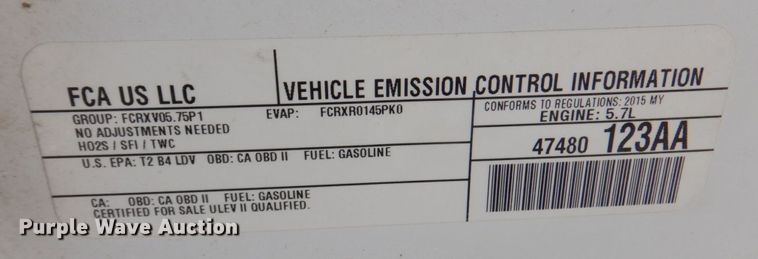 FCA US LLC
VEHICLE EMISSION CONTROL INFORMATION
GROUP: FCRXV05.75P1 EVAP: FCRXR0145PK0
NO ADJUSTMENTS NEEDED
HO2S / SFI / TWC
CONFORMS TO REGULATIONS: 2015 MY
ENGINE: 5.7L
U.S. EPA: T2 B4 LDV OBD: CA OBD II FUEL: GASOLINE
47480 123AA
CA: OBD: CA OBD II FUEL: GASOLINE
CERTIFIED FOR SALE ULEV II QUALIFIED.
Purple Wave Auction